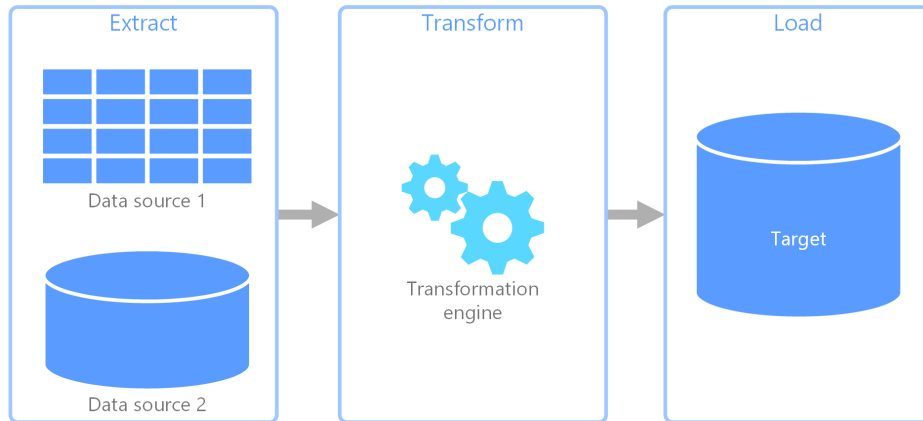 Extract
Data source 1
Data source 2
Transform
Transformation
engine
Load
Target